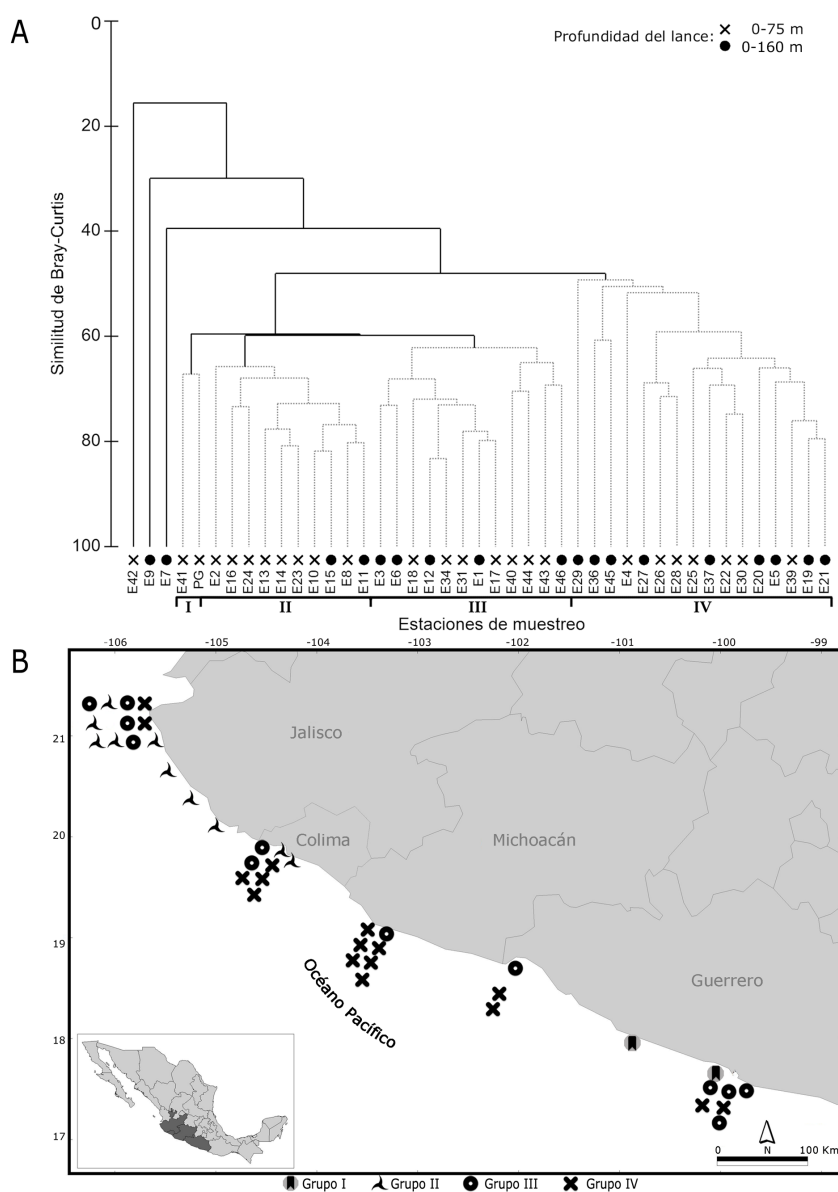 A
Profundidad del lance:
0-75 m
0-160 m
Similitud de Bray-Curtis
0
20
40
60
80
100
E42
E9
E7
E41
PG
E2
E16
E24
E13
E14
E23
E10
E15
E8
E11
E3
E6
E18
E12
E34
E31
E1
E17
E40
E44
E43
E46
E29
E36
E45
E4
E27
E26
E28
E25
E37
E22
E30
E20
E5
E39
E19
E21
I II III IV
Estaciones de muestreo
B
-106 -105 -104 -103 -102 -101 -100 -99
21
20
19
18
17
Jalisco
Colima
Michoacán
Guerrero
Océano Pacífico
N
0 100 Km
Grupo I Grupo II Grupo III Grupo IV